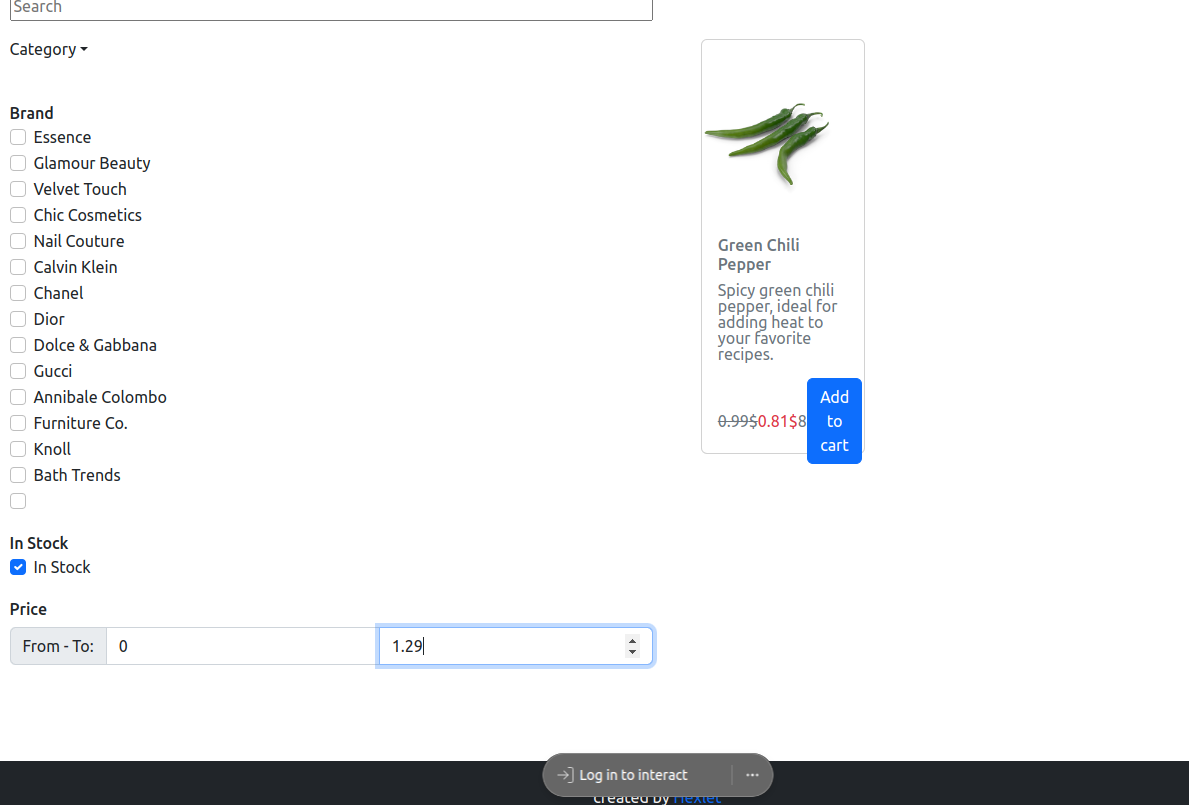 Search
Category
Brand
Essence
Glamour Beauty
Velvet Touch
Chic Cosmetics
Nail Couture
Calvin Klein
Chanel
Dior
Dolce & Gabbana
Gucci
Annibale Colombo
Furniture Co.
Knoll
Bath Trends
In Stock
In Stock
Price
From - To:
0
1.29
Green Chili
Pepper
Spicy green chili
pepper, ideal for
adding heat to
your favorite
recipes.
0.99$0.81$8
Add
to
cart
Log in to interact
created by Hexlet